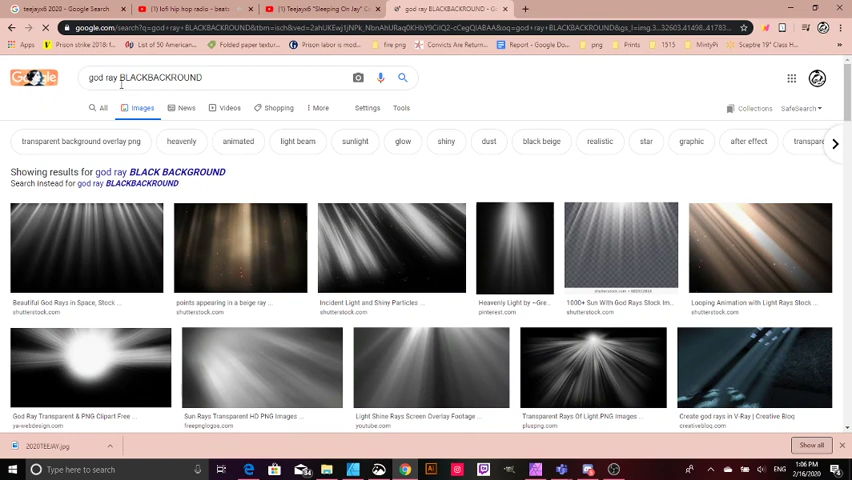 teejayx6 2020 - Google Search
(1) lofi hip hop radio - beats
(1) Teejayx6 "Sleeping On Jay"
god ray BLACKBACKROUND - G
google.com/search?q=god+ray+BLACKBACKROUND&tbm=isch&ved=
Apps
Prison strike 2018: f
List of 50 American
Folded paper textur
Prison labor is mod
fire png
Convicts Are Return
Report - Google Do
png
Prints
1015
MintyPi
Sceptre 19" Class H
god ray BLACKBACKROUND
All
Images
News
Videos
Shopping
More
Settings
Tools
Collections
SafeSearch
transparent background overlay png
heavenly
animated
light beam
sunlight
glow
shiny
dust
black beige
realistic
star
graphic
after effect
Showing results for god ray BLACK BACKGROUND
Search instead for god ray BLACKBACKROUND
Beautiful God Rays in Space, Stock ...
shutterstock.com
points appearing in a beige ray ...
shutterstock.com
Incident Light and Shiny Particles ...
shutterstock.com
Heavenly Light by ~Gre...
pinterest.com
1000+ Sun With God Rays Stock Im...
shutterstock.com
Looping Animation with Light Rays Stock ...
shutterstock.com
God Ray Transparent & PNG Clipart Free ...
ya-webdesign.com
Sun Rays Transparent HD PNG Images ...
freepnglogos.com
Light Shine Rays Screen Overlay Footage ...
youtube.com
Transparent Rays Of Light.PNG Images ...
pluspng.com
Create god rays in V-Ray | Creative Bloq
creativebloq.com
2020TEEJAY.jpg
Show all
Type here to search
ENG
1:06 PM
2/16/2020